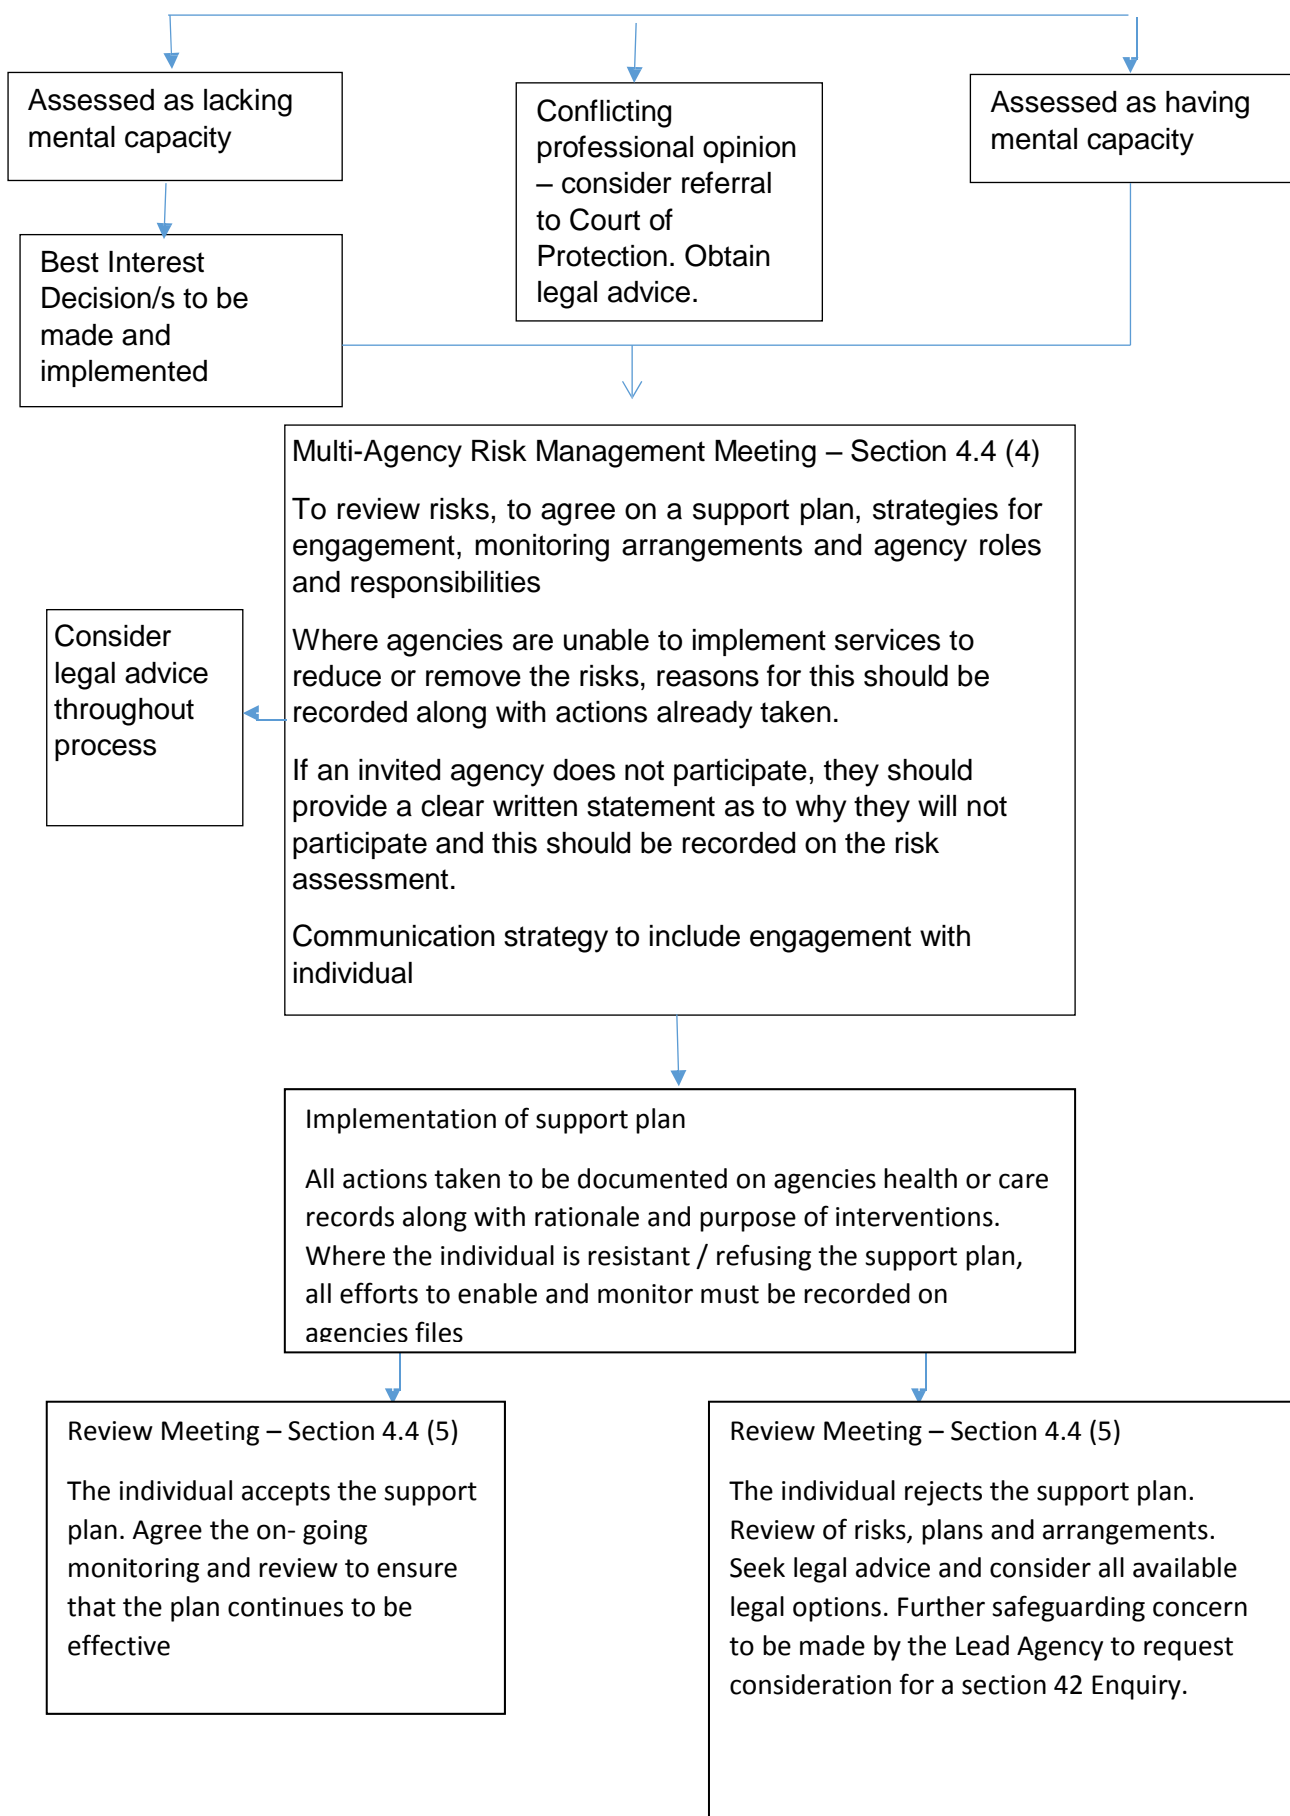 Assessed as lacking
mental capacity
Conflicting
professional opinion
– consider referral
to Court of
Protection. Obtain
legal advice.
Assessed as having
mental capacity
Best Interest
Decision/s to be
made and
implemented
Multi-Agency Risk Management Meeting – Section 4.4 (4)
To review risks, to agree on a support plan, strategies for
engagement, monitoring arrangements and agency roles
and responsibilities
Where agencies are unable to implement services to
reduce or remove the risks, reasons for this should be
recorded along with actions already taken.
If an invited agency does not participate, they should
provide a clear written statement as to why they will not
participate and this should be recorded on the risk
assessment.
Communication strategy to include engagement with
individual
Consider
legal advice
throughout
process
Implementation of support plan
All actions taken to be documented on agencies health or care
records along with rationale and purpose of interventions.
Where the individual is resistant / refusing the support plan,
all efforts to enable and monitor must be recorded on
agencies files
Review Meeting – Section 4.4 (5)
The individual accepts the support
plan. Agree the on- going
monitoring and review to ensure
that the plan continues to be
effective
Review Meeting – Section 4.4 (5)
The individual rejects the support plan.
Review of risks, plans and arrangements.
Seek legal advice and consider all available
legal options. Further safeguarding concern
to be made by the Lead Agency to request
consideration for a section 42 Enquiry.